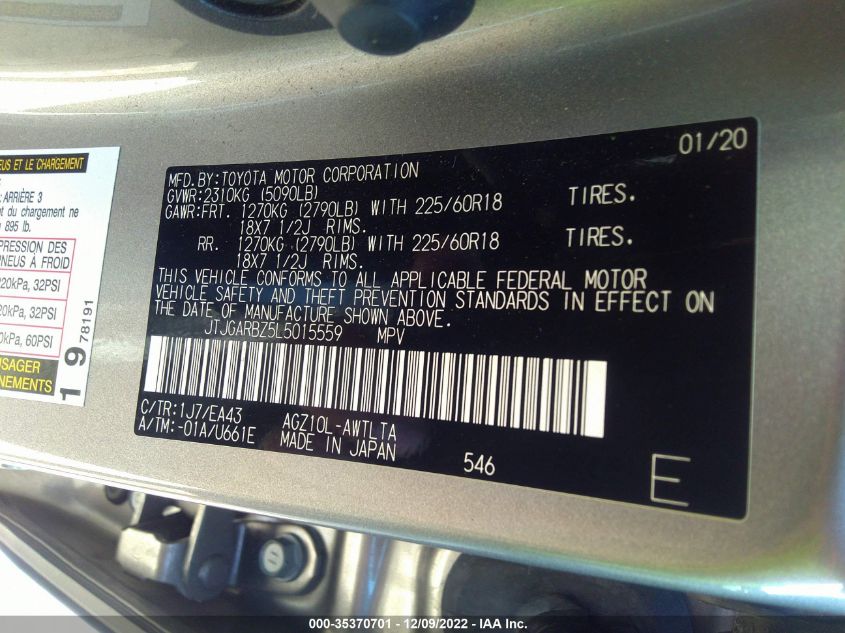 EUS ET LE CHARGEMENT
: ARRIÈRE 3
t du chargement ne
895 lb.
PRESSION DES
PNEUS À FROID
220kPa, 32PSI
20kPa, 32PSI
0kPa, 60PSI
USAGER
NEMENTS
1 9 78191
01/20
MFD.BY:TOYOTA MOTOR CORPORATION
GVWR:2310KG (5090LB)
GAWR:FRT. 1270KG (2790LB) WITH 225/60R18 TIRES.
18X7 1/2J RIMS.
RR. 1270KG (2790LB) WITH 225/60R18 TIRES.
18X7 1/2J RIMS.
THIS VEHICLE CONFORMS TO ALL APPLICABLE FEDERAL MOTOR
VEHICLE SAFETY AND THEFT PREVENTION STANDARDS IN EFFECT ON
THE DATE OF MANUFACTURE SHOWN ABOVE.
JTJGARBZ5L5015559 MPV
C/TR:1J7/EA43 AGZ10L-AWTLTA
A/TM:-01A/U661E MADE IN JAPAN
546
E
000-35370701 - 12/09/2022 - IAA Inc.